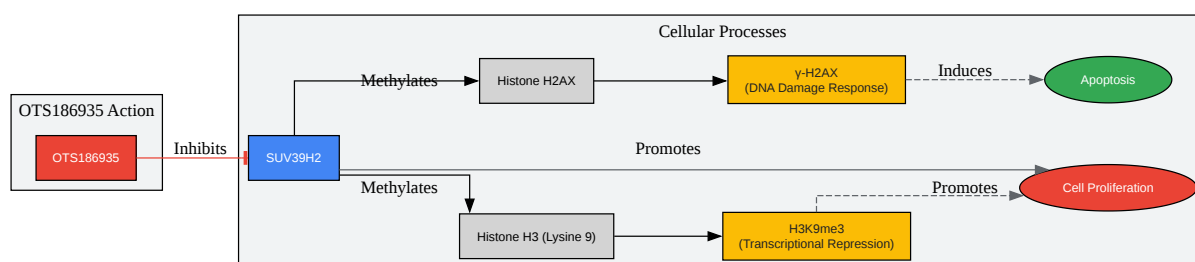 Cellular Processes
Methylates
Histone H2AX
γ-H2AX
(DNA Damage Response)
Induces
Apoptosis
OTS186935 Action
OTS186935
Inhibits
SUV39H2
Promotes
Methylates
Promotes
Cell Proliferation
Histone H3 (Lysine 9)
H3K9me3
(Transcriptional Repression)